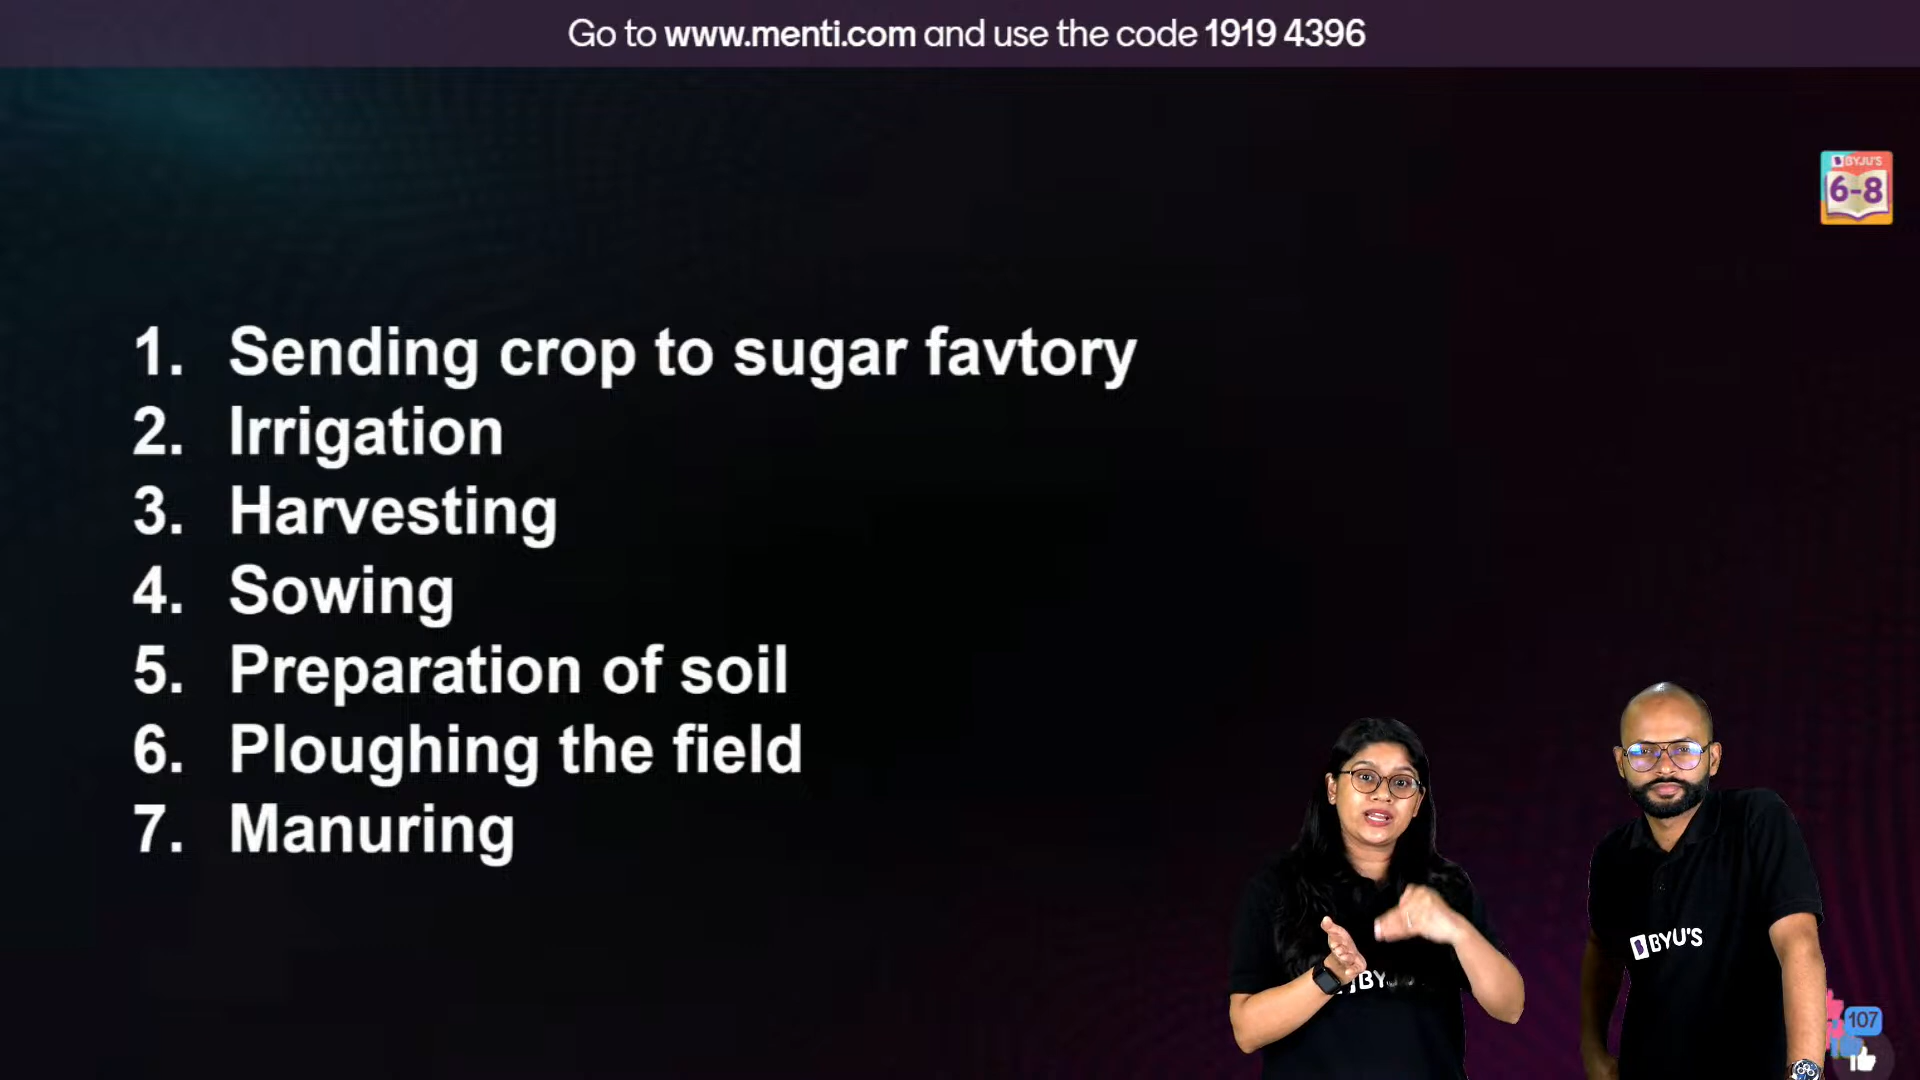 Go to www.menti.com and use the code 1919 4396
BYJU'S
6-8
1. Sending crop to sugar favtory
2. Irrigation
3. Harvesting
4. Sowing
5. Preparation of soil
6. Ploughing the field
7. Manuring
BYJU'S
BY
107